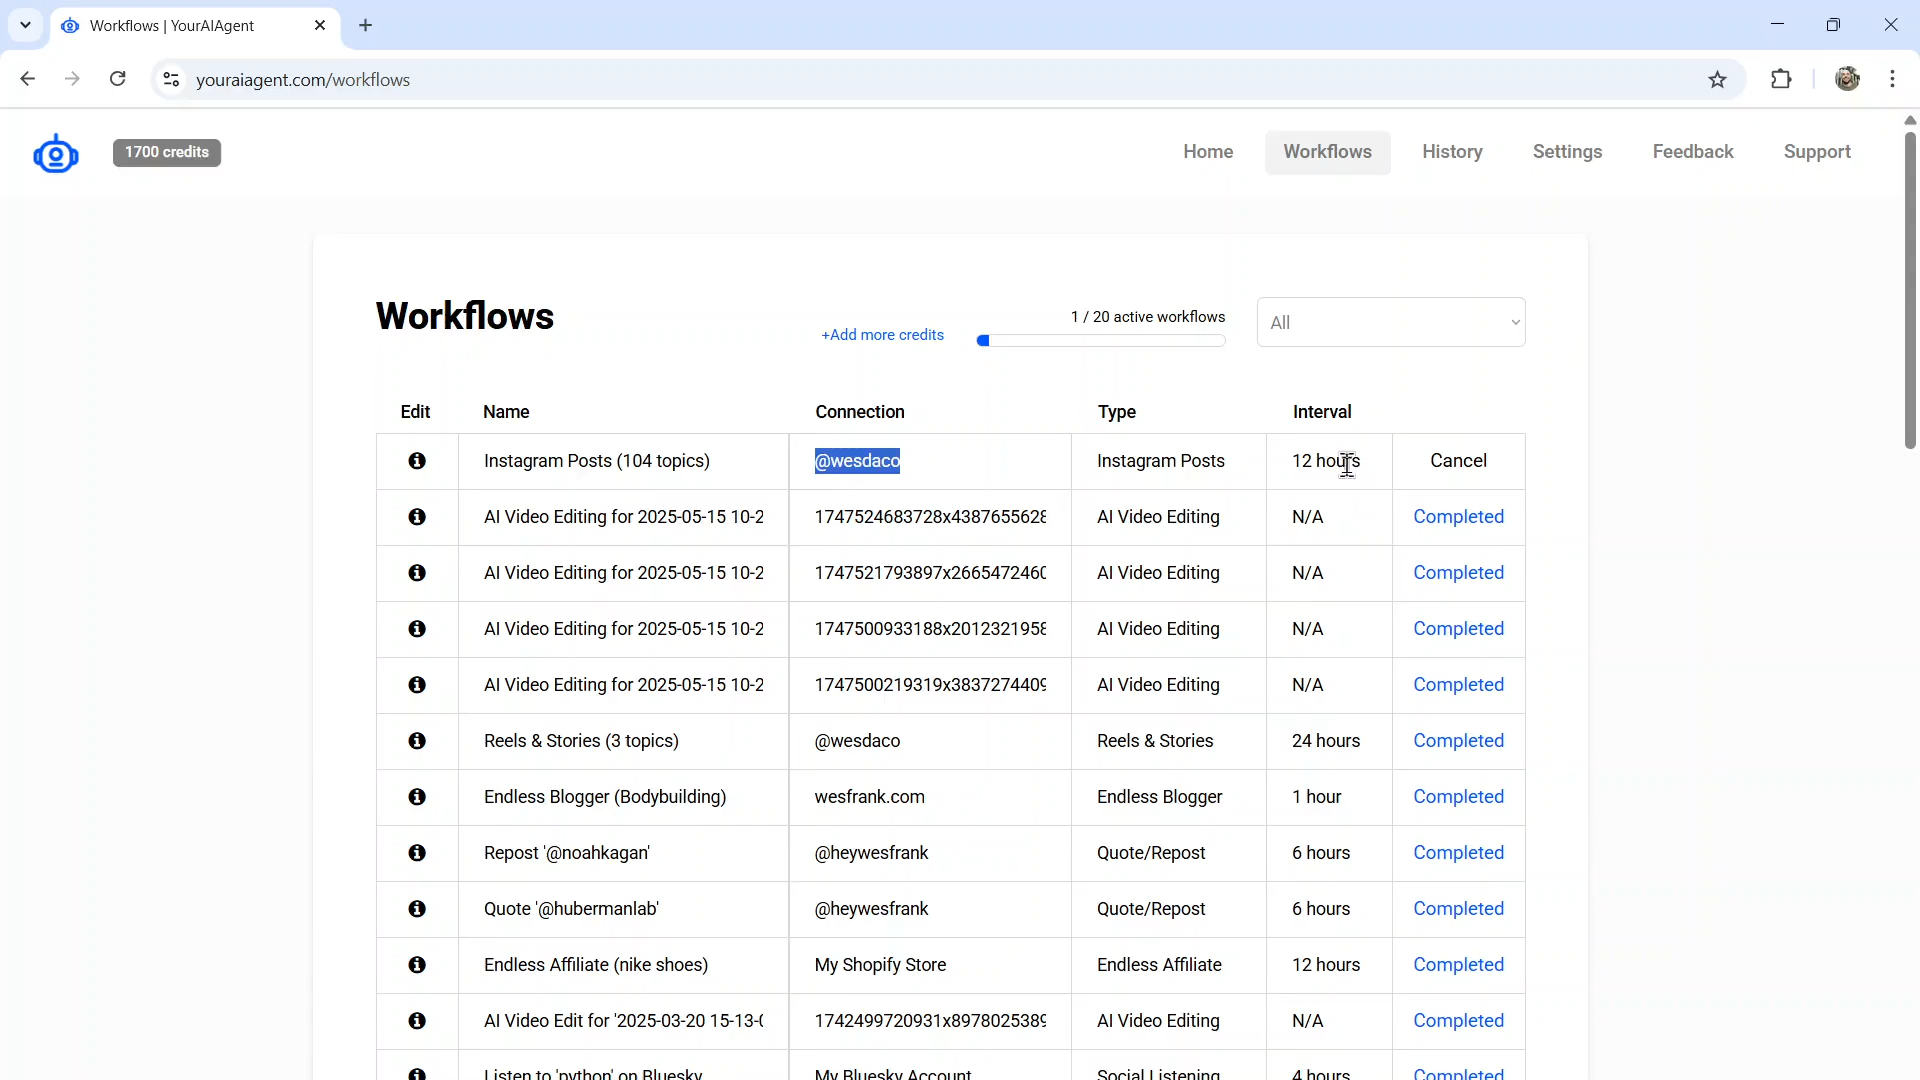 Workflows | YourAIAgent
youraiagent.com/workflows
1700 credits
Home
Workflows
History
Settings
Feedback
Support
Workflows
+Add more credits
1 / 20 active workflows
All
Edit Name Connection Type Interval
Instagram Posts (104 topics) @wesdaco Instagram Posts 12 hours Cancel
AI Video Editing for 2025-05-15 10-2 1747524683728x4387655628 AI Video Editing N/A Completed
AI Video Editing for 2025-05-15 10-2 1747521793897x2665472460 AI Video Editing N/A Completed
AI Video Editing for 2025-05-15 10-2 1747500933188x2012321958 AI Video Editing N/A Completed
AI Video Editing for 2025-05-15 10-2 1747500219319x3837274409 AI Video Editing N/A Completed
Reels & Stories (3 topics) @wesdaco Reels & Stories 24 hours Completed
Endless Blogger (Bodybuilding) wesfrank.com Endless Blogger 1 hour Completed
Repost '@noahkagan' @heywesfrank Quote/Repost 6 hours Completed
Quote '@hubermanlab' @heywesfrank Quote/Repost 6 hours Completed
Endless Affiliate (nike shoes) My Shopify Store Endless Affiliate 12 hours Completed
AI Video Edit for '2025-03-20 15-13-0 1742499720931x8978025389 AI Video Editing N/A Completed
Listen to 'python' on Bluesky My Bluesky Account Social Listening 4 hours Completed